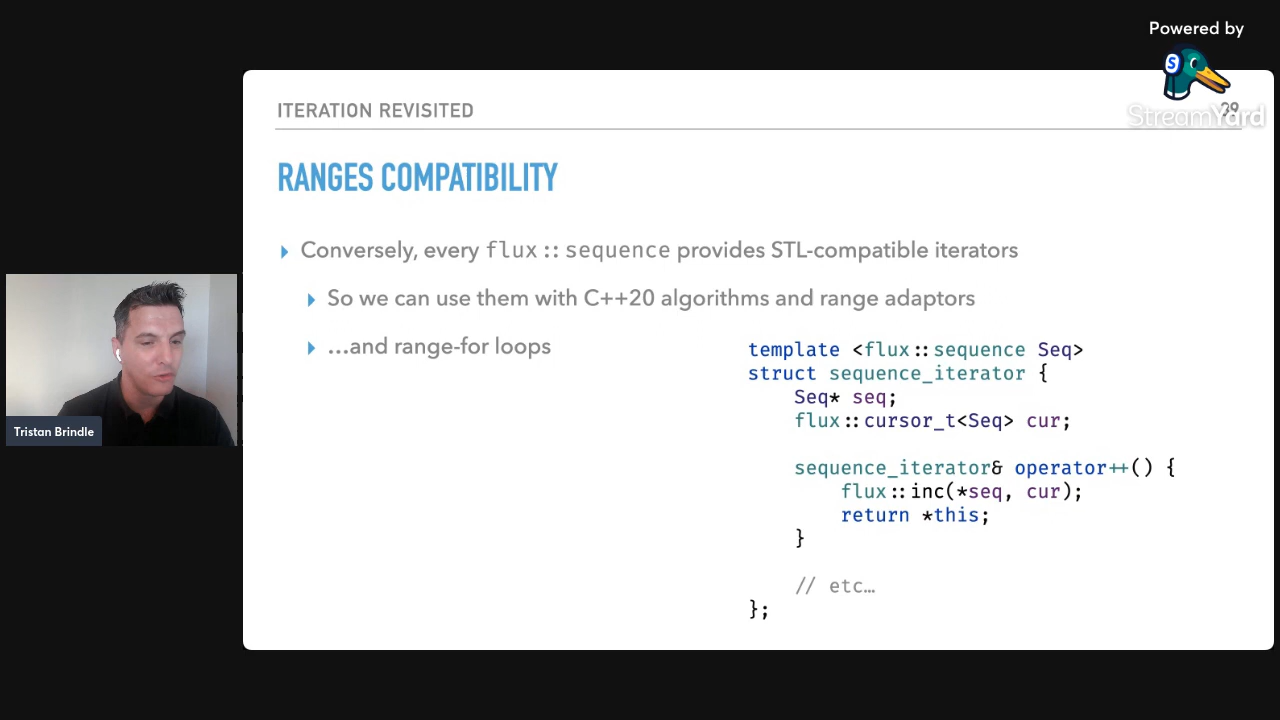 Powered by
S
StreamYard
ITERATION REVISITED
39
RANGES COMPATIBILITY
Conversely, every flux::sequence provides STL-compatible iterators
So we can use them with C++20 algorithms and range adaptors
…and range-for loops
template <flux::sequence Seq>
struct sequence_iterator {
Seq* seq;
flux::cursor_t<Seq> cur;
sequence_iterator& operator++() {
flux::inc(*seq, cur);
return *this;
}
// etc…
};
Tristan Brindle